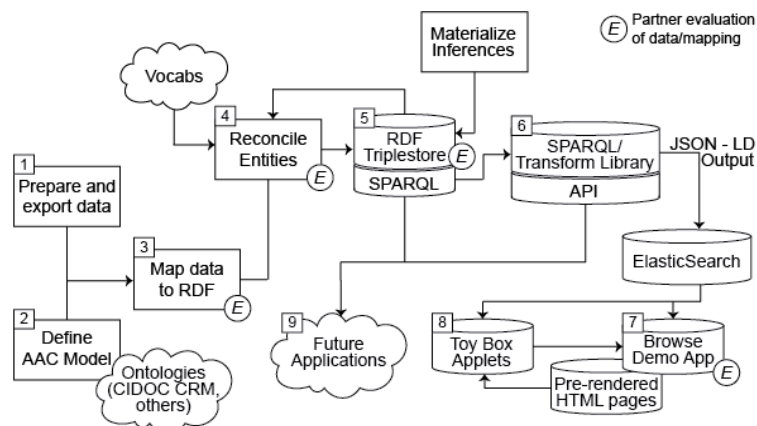 Materialize
Inferences
E
Partner evaluation
of data/mapping
Vocabs
4
Reconcile
Entities
E
5
RDF
Triplestore
E
SPARQL
6
SPARQL/
Transform Library
API
JSON - LD
Output
1
Prepare and
export data
3
Map data
to RDF
E
ElasticSearch
2
Define
AAC Model
Ontologies
(CIDOC CRM,
others)
9
Future
Applications
8
Toy Box
Applets
7
Browse
Demo App
E
Pre-rendered
HTML pages